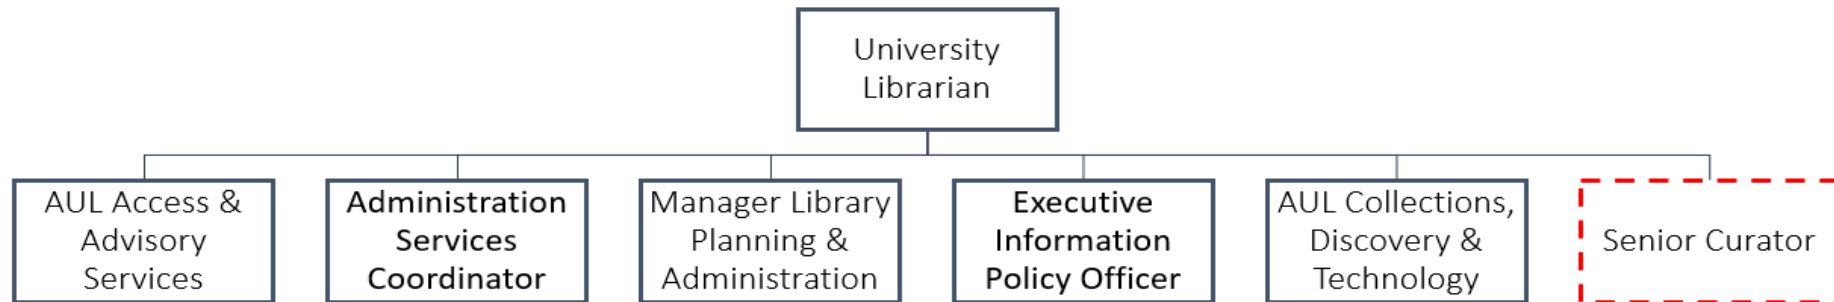 University
Librarian
AUL Access &
Advisory
Services
Administration
Services
Coordinator
Manager Library
Planning &
Administration
Executive
Information
Policy Officer
AUL Collections,
Discovery &
Technology
Senior Curator